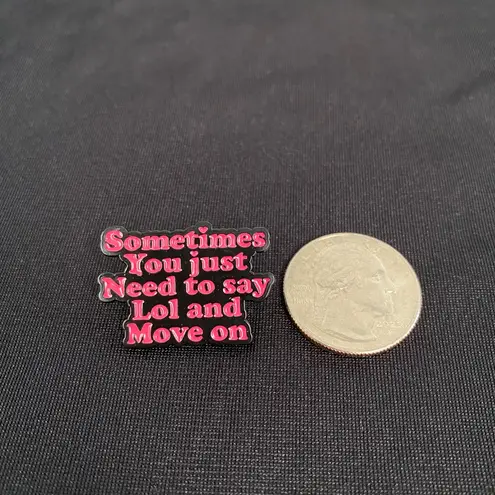 Sometimes
You just
Need to say
Lol and
Move on